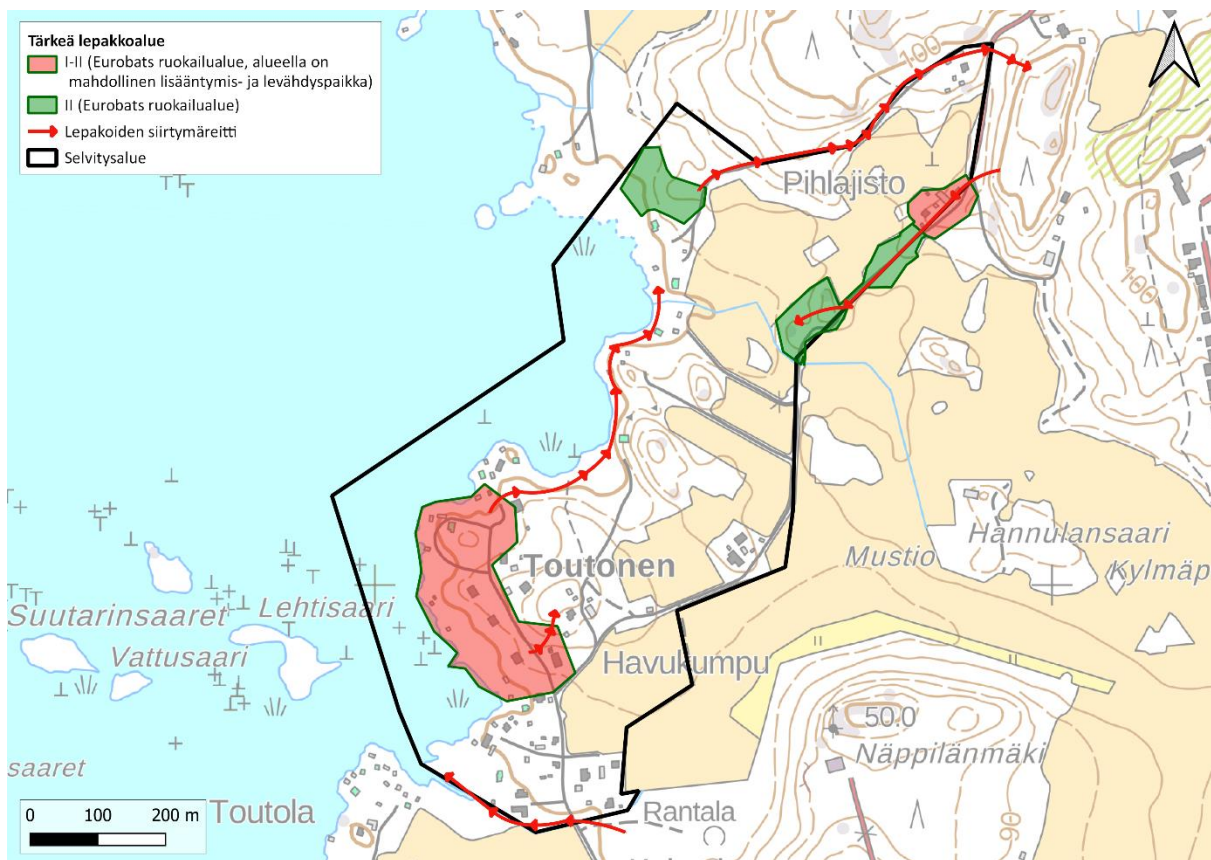 Tärkeä lepakkoalue
I-II (Eurobats ruokailualue, alueella on
mahdollinen lisääntymis- ja levähdyspaikka)
II (Eurobats ruokailualue)
Lepakoiden siirtymäreitti
Selvitysalue
100
Pihlajisto
100
Toutonen
Mustio
Hannulansaari
Kylmäp
Suutarinsaaret
Lehtisaari
Vattusaari
Havukumpu
50.0
Näppilänmäki
saaret
Toutola
Rantala
90
0 100 200 m